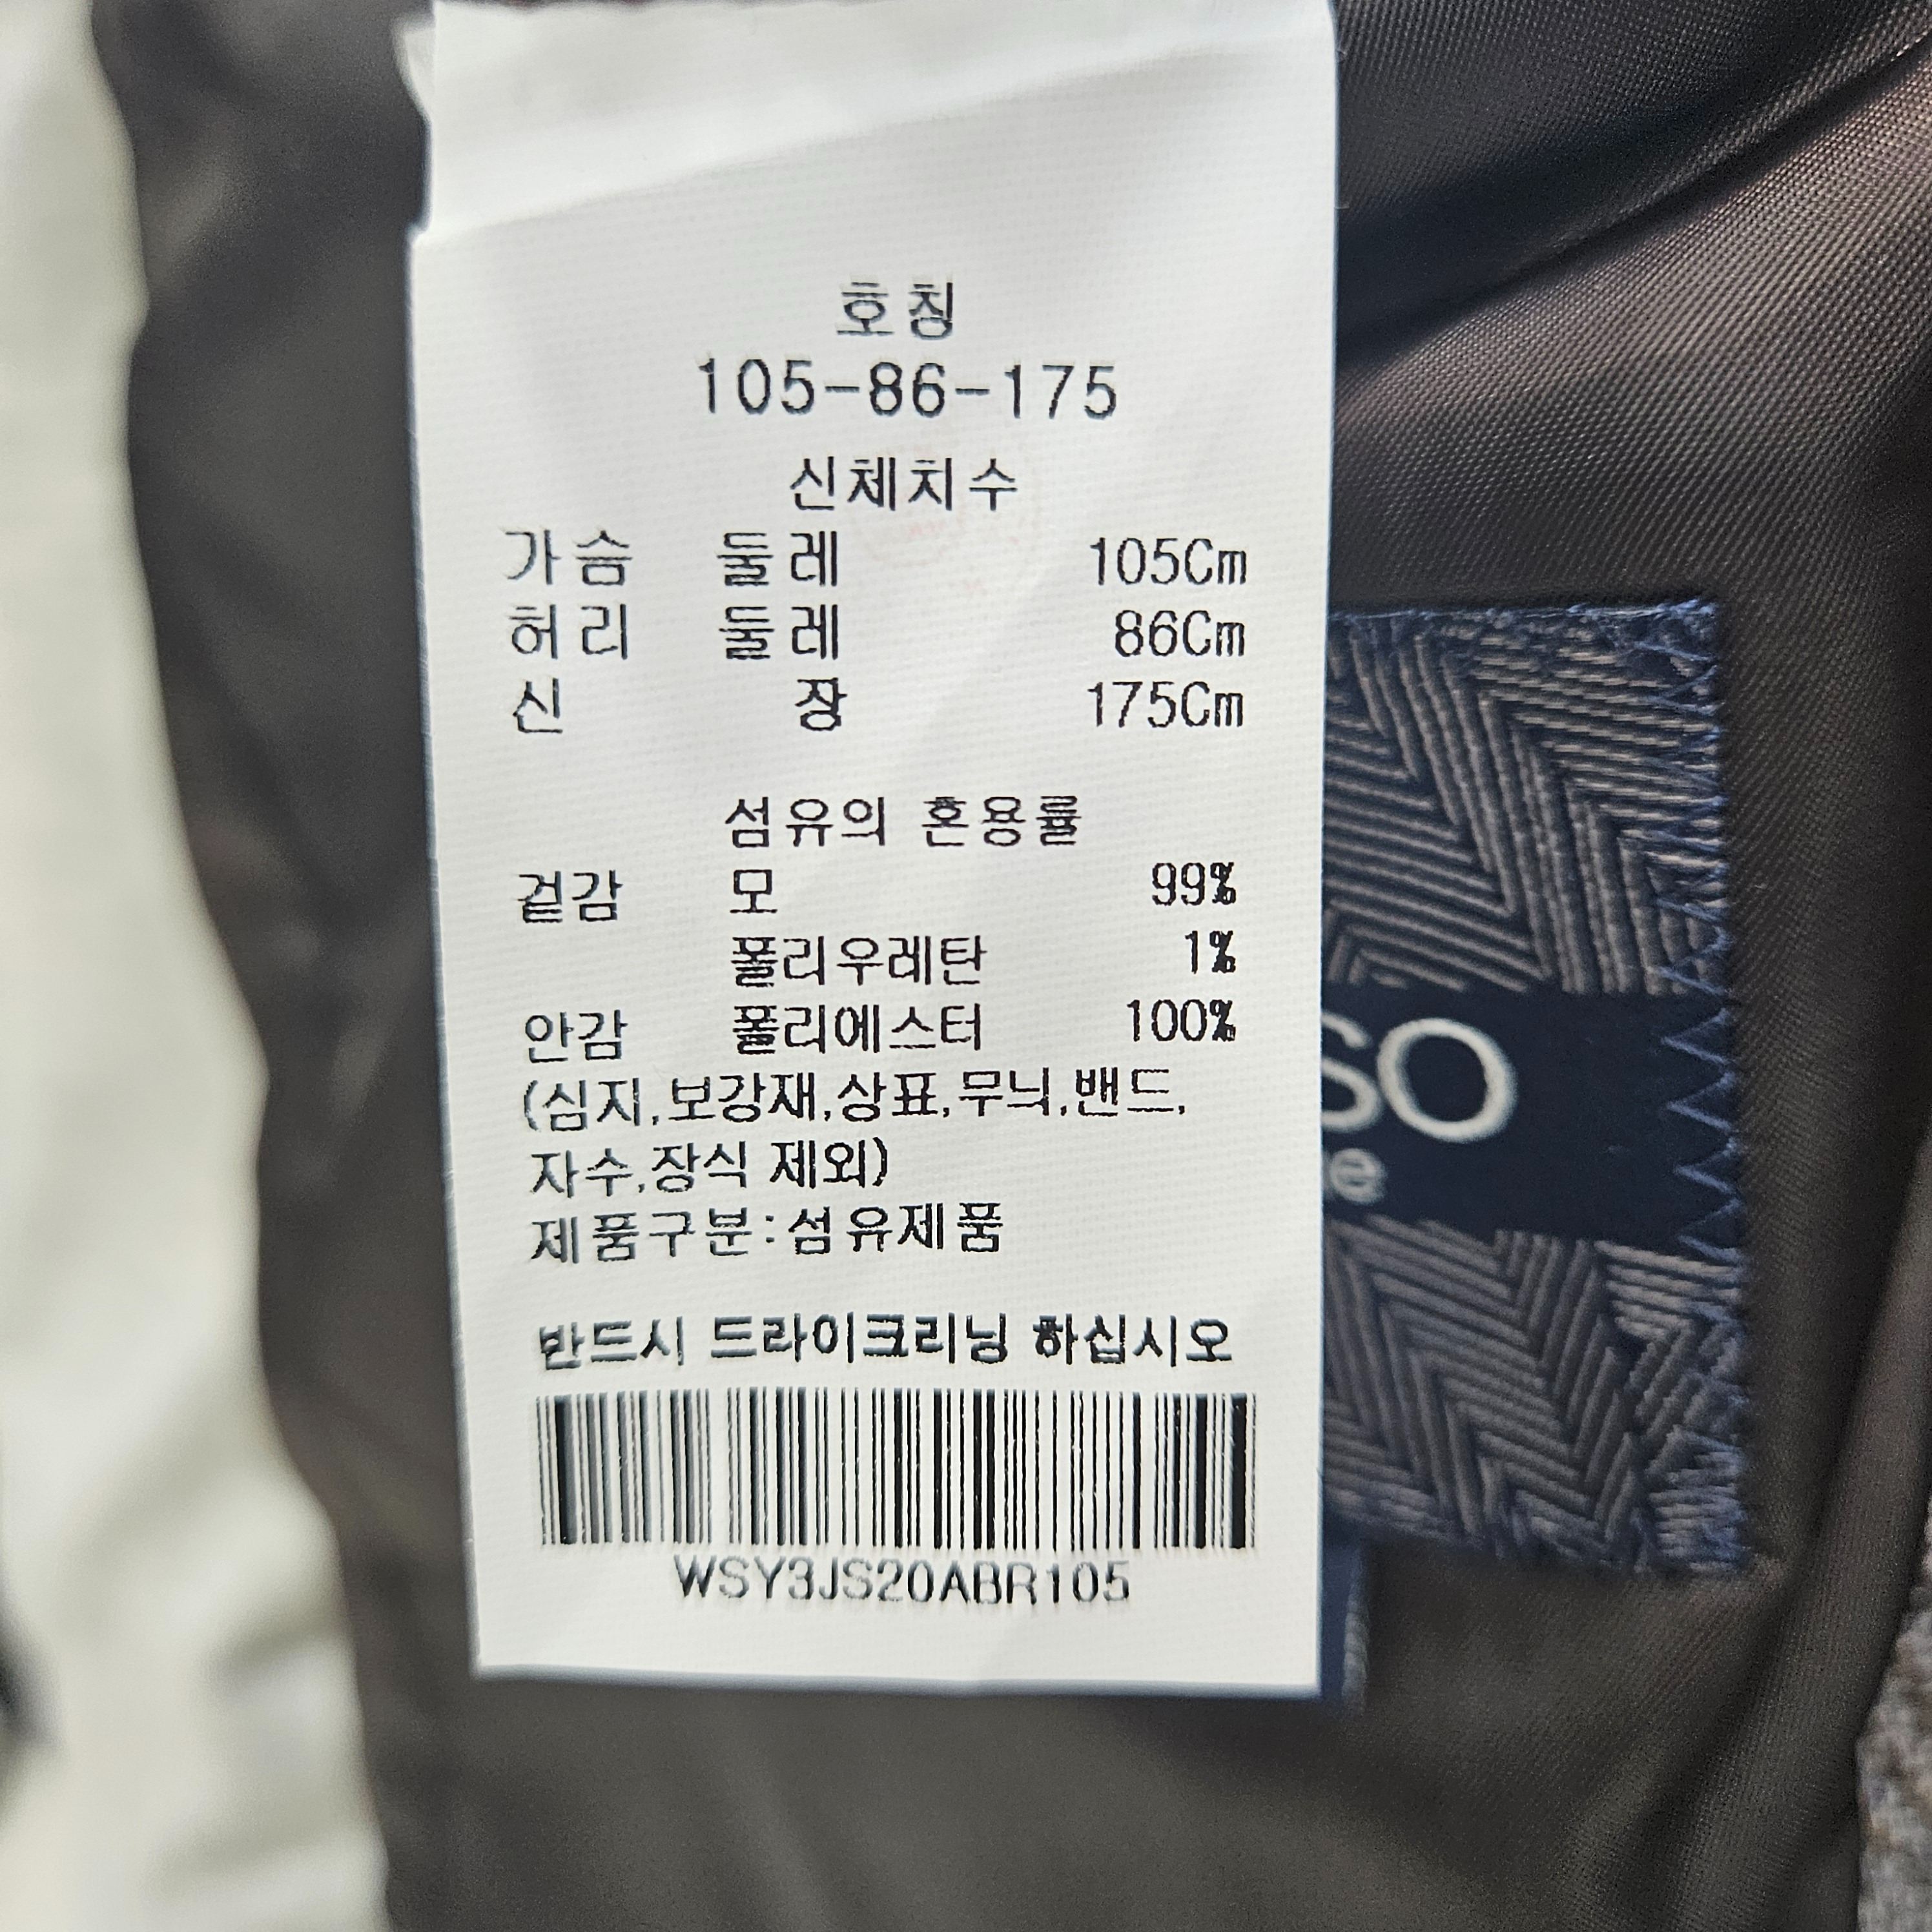 호칭
105-86-175
신체치수
가슴 둘레 105Cm
허리 둘레 86Cm
신 장 175Cm
섬유의 혼용률
겉감 모 99%
폴리우레탄 1%
안감 폴리에스터 100%
(심지,보강재,상표,무늬,밴드,
자수,장식 제외)
제품구분:섬유제품
반드시 드라이크리닝 하십시오
WSY3JS20ABR105
SO
e